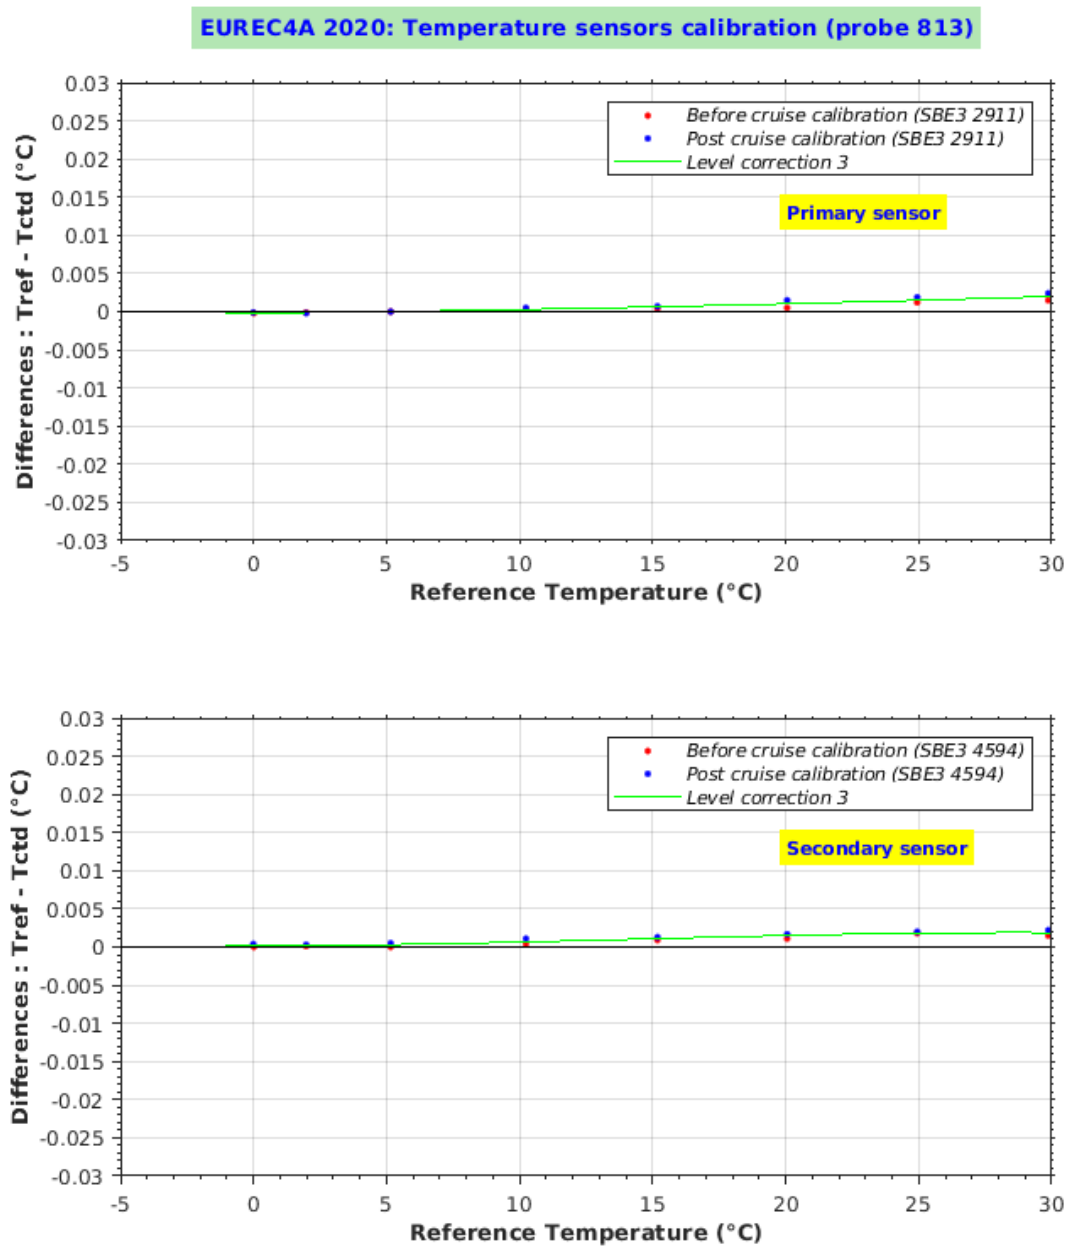 EUREC4A 2020: Temperature sensors calibration (probe 813)
0.03
0.025
0.02
0.015
0.01
0.005
0
-0.005
-0.01
-0.015
-0.02
-0.025
-0.03
Differences : Tref - Tctd (°C)
Before cruise calibration (SBE3 2911)
Post cruise calibration (SBE3 2911)
Level correction 3
Primary sensor
-5 0 5 10 15 20 25 30
Reference Temperature (°C)
0.03
0.025
0.02
0.015
0.01
0.005
0
-0.005
-0.01
-0.015
-0.02
-0.025
-0.03
Differences : Tref - Tctd (°C)
Before cruise calibration (SBE3 4594)
Post cruise calibration (SBE3 4594)
Level correction 3
Secondary sensor
-5 0 5 10 15 20 25 30
Reference Temperature (°C)